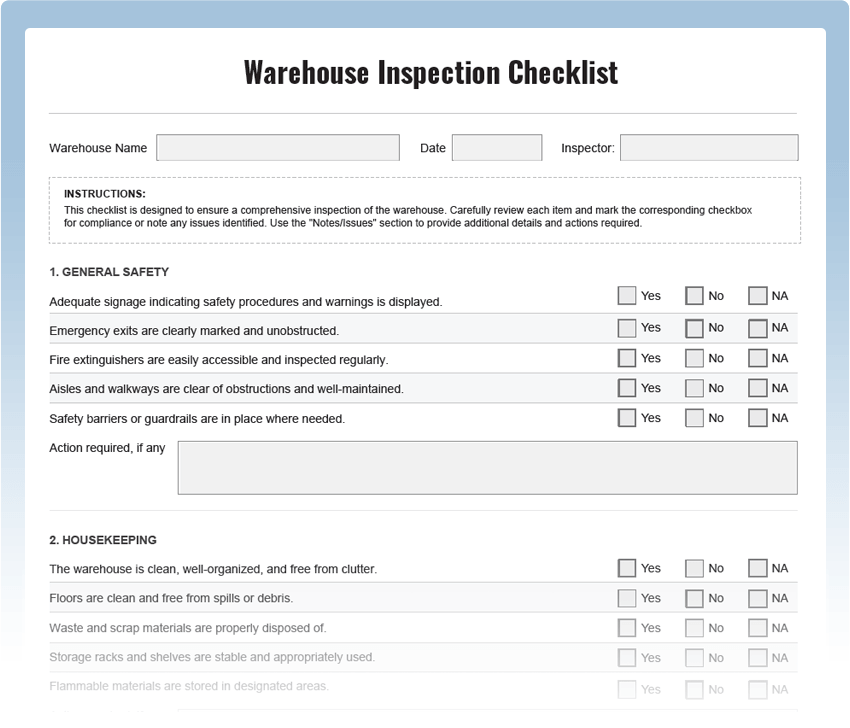 Warehouse Inspection Checklist
Warehouse Name Date Inspector:
INSTRUCTIONS:
This checklist is designed to ensure a comprehensive inspection of the warehouse. Carefully review each item and mark the corresponding checkbox
for compliance or note any issues identified. Use the "Notes/Issues" section to provide additional details and actions required.
1. GENERAL SAFETY
Adequate signage indicating safety procedures and warnings is displayed. Yes No NA
Emergency exits are clearly marked and unobstructed. Yes No NA
Fire extinguishers are easily accessible and inspected regularly. Yes No NA
Aisles and walkways are clear of obstructions and well-maintained. Yes No NA
Safety barriers or guardrails are in place where needed. Yes No NA
Action required, if any
2. HOUSEKEEPING
The warehouse is clean, well-organized, and free from clutter. Yes No NA
Floors are clean and free from spills or debris. Yes No NA
Waste and scrap materials are properly disposed of. Yes No NA
Storage racks and shelves are stable and appropriately used. Yes No NA
Flammable materials are stored in designated areas. Yes No NA